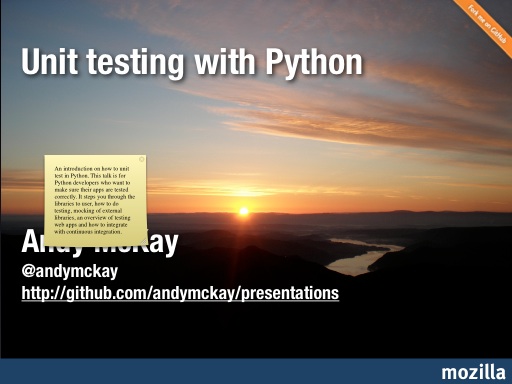 Fork me on GitHub
Unit testing with Python
An introduction on how to unit
test in Python. This talk is for
Python developers who want to
make sure their apps are tested
correctly. It steps you through the
libraries to user, how to do
testing, mocking of external
libraries, an overview of testing
web apps and how to integrate
with continuous integration.
Andy McKay
@andymckay
http://github.com/andymckay/presentations
mozilla